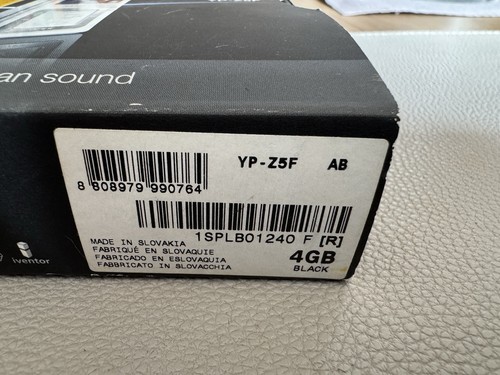 an sound
YP-Z5F AB
8 808979 990764
1SPLB01240 F [R]
MADE IN SLOVAKIA
FABRIQUÉ EN SLOVAQUIE
FABRICADO EN ESLOVAQUIA
FABBRICATO IN SLOVACCHIA
4GB
BLACK
iventor